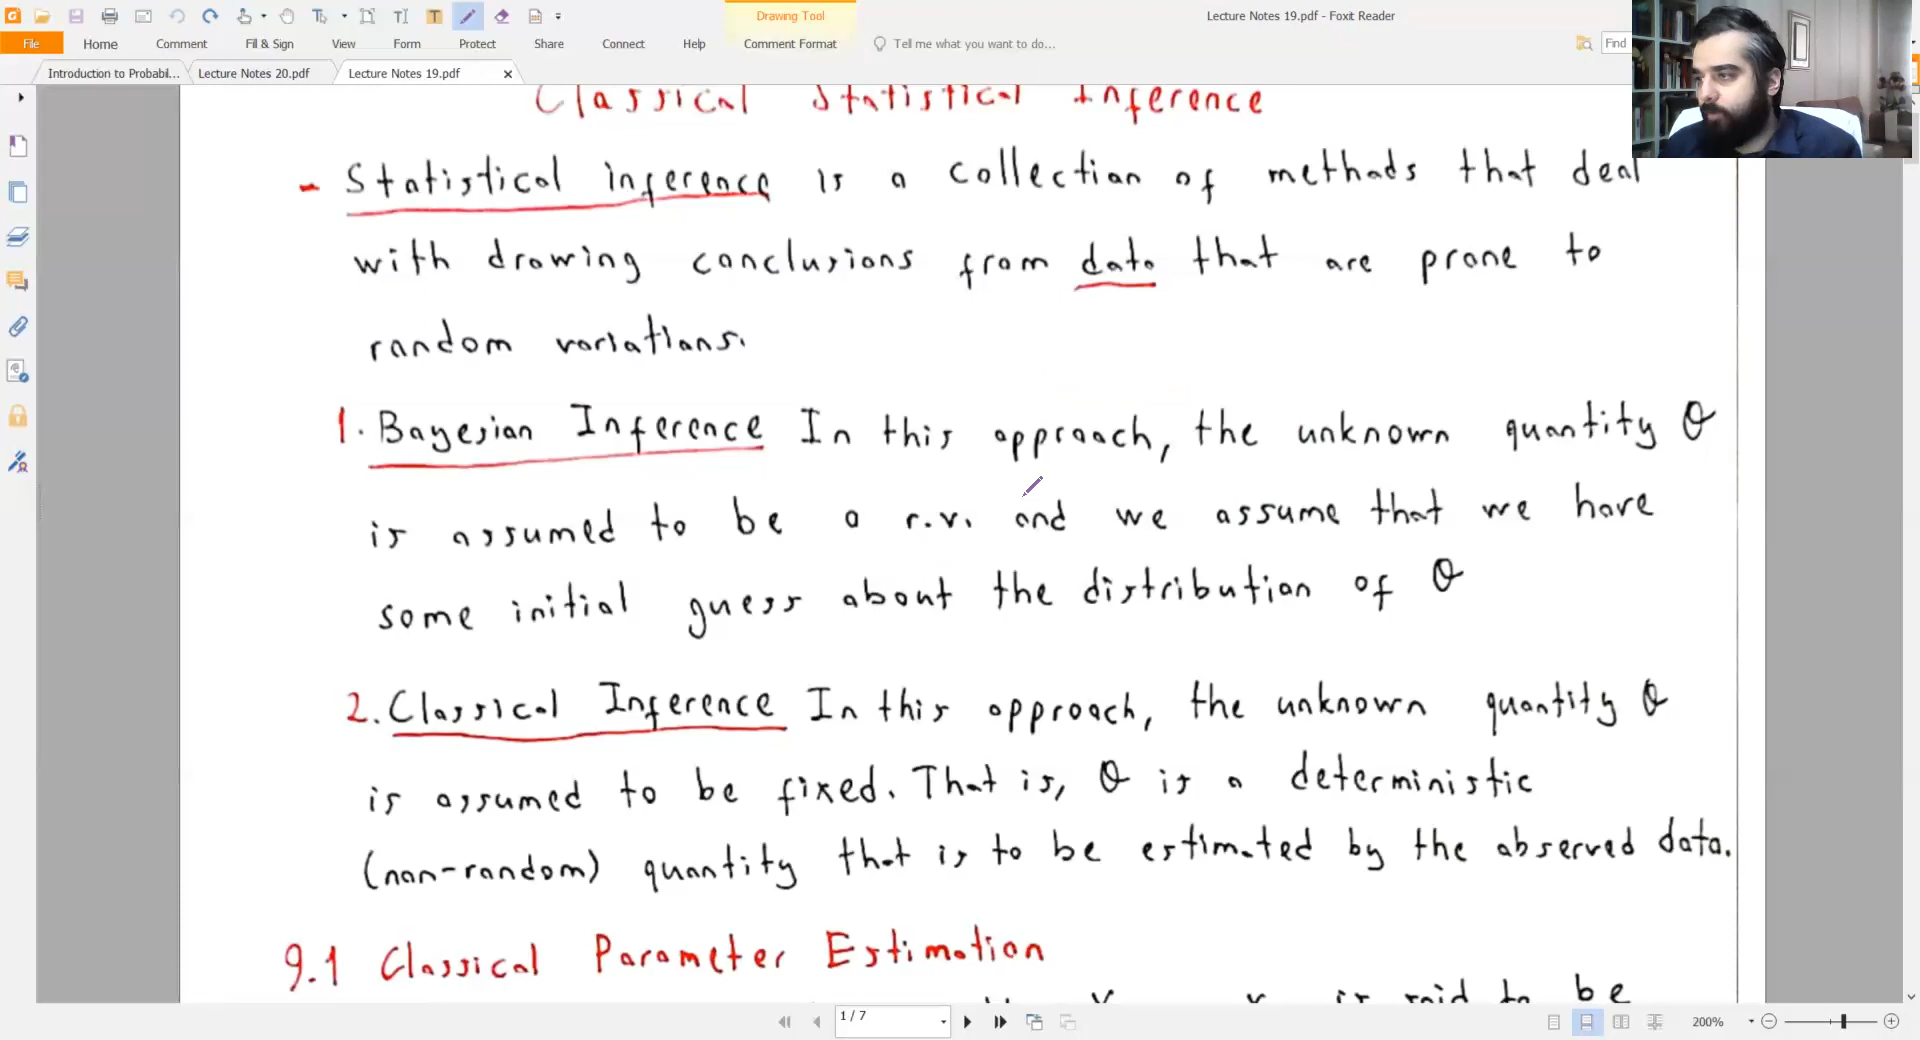 Drawing Tool
Lecture Notes 19.pdf - Foxit Reader
File Home Comment Fill & Sign View Form Protect Share Connect Help Comment Format Tell me what you want to do... Find
Introduction to Probabil... Lecture Notes 20.pdf Lecture Notes 19.pdf
Classical Statistical Inference
- Statistical inference is a collection of methods that deal
with drawing conclusions from data that are prone to
random variations.
1. Bayesian Inference In this approach, the unknown quantity θ
is assumed to be a r.v. and we assume that we have
some initial guess about the distribution of θ
2. Classical Inference In this approach, the unknown quantity θ
is assumed to be fixed. That is, θ is a deterministic
(non-random) quantity that is to be estimated by the observed data.
9.1 Classical Parameter Estimation
is said to be
1 / 7
200%